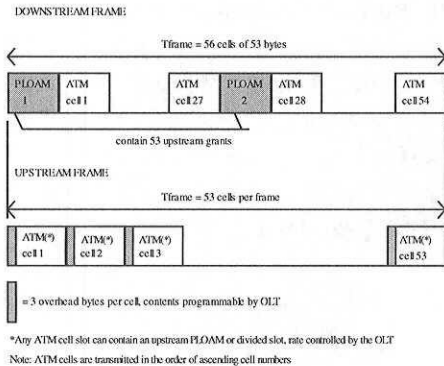 DOWNSTREAM FRAME
Tframe = 56 cells of 53 bytes
PLOAM 1
ATM cell 1
ATM cell 27
PLOAM 2
ATM cell 28
ATM cell 54
contain 53 upstream grants
UPSTREAM FRAME
Tframe = 53 cells per frame
ATM(*) cell 1
ATM(*) cell 2
ATM(*) cell 3
ATM(*) cell 53
= 3 overhead bytes per cell, contents programmable by OLT
*Any ATM cell slot can contain an upstream PLOAM or divided slot, rate controlled by the OLT
Note: ATM cells are transmitted in the order of ascending cell numbers